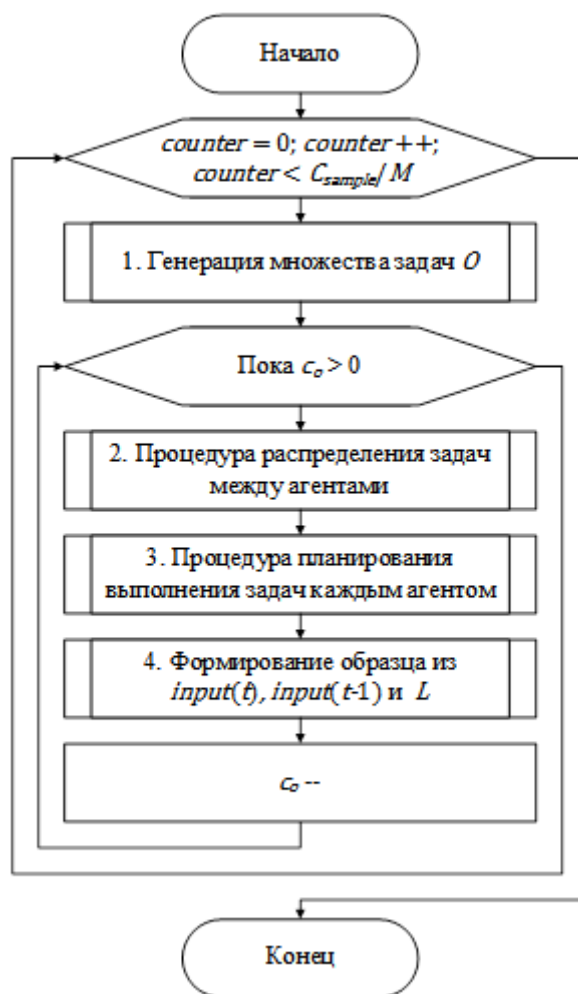 Начало
counter = 0; counter ++;
counter < C_sample / M
1. Генерация множества задач O
Пока c_o > 0
2. Процедура распределения задач
между агентами
3. Процедура планирования
выполнения задач каждым агентом
4. Формирование образца из
input(t), input(t-1) и L
c_o --
Конец